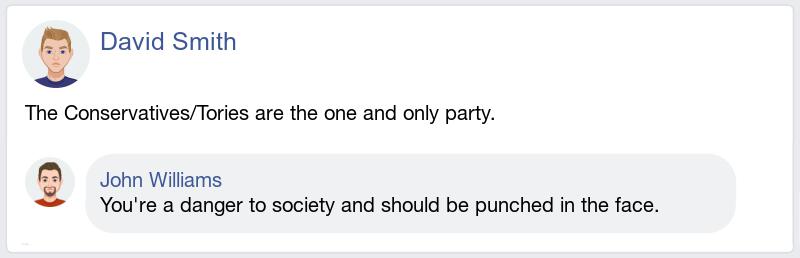 David Smith
The Conservatives/Tories are the one and only party.
John Williams
You're a danger to society and should be punched in the face.